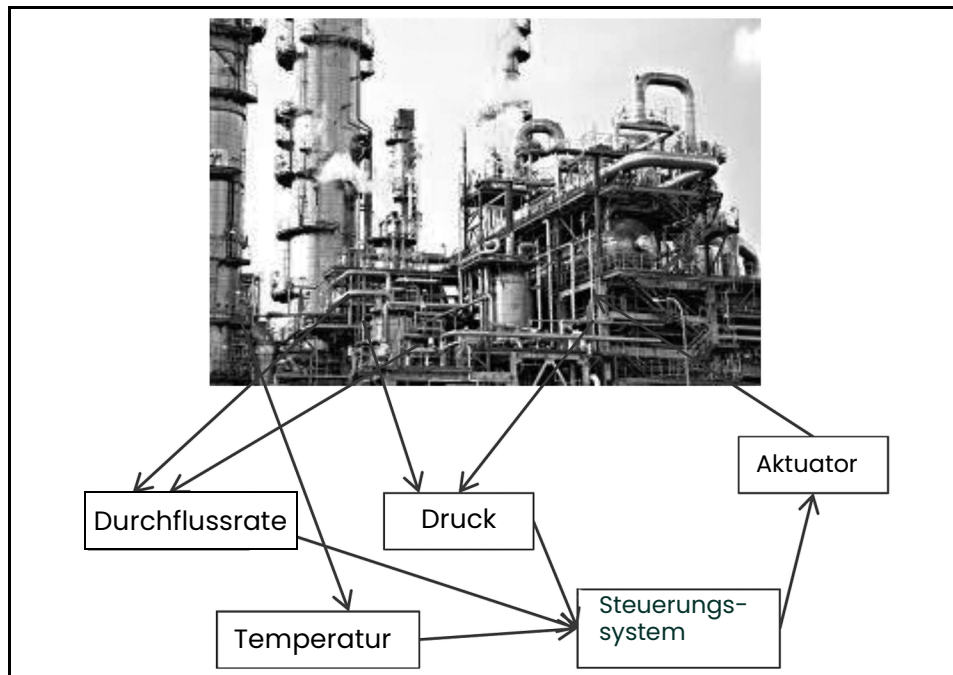 Aktuator
Durchflussrate
Druck
Steuerungs-
system
Temperatur